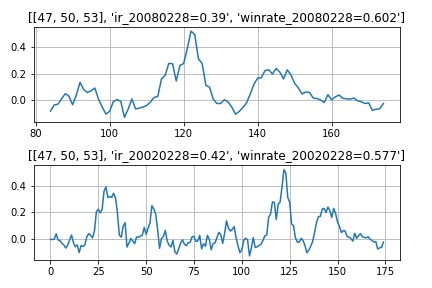 [[47, 50, 53], 'ir_20080228=0.39', 'winrate_20080228=0.602']
0.4
0.2
0.0
80 100 120 140 160
[[47, 50, 53], 'ir_20020228=0.42', 'winrate_20020228=0.577']
0.4
0.2
0.0
0 25 50 75 100 125 150 175